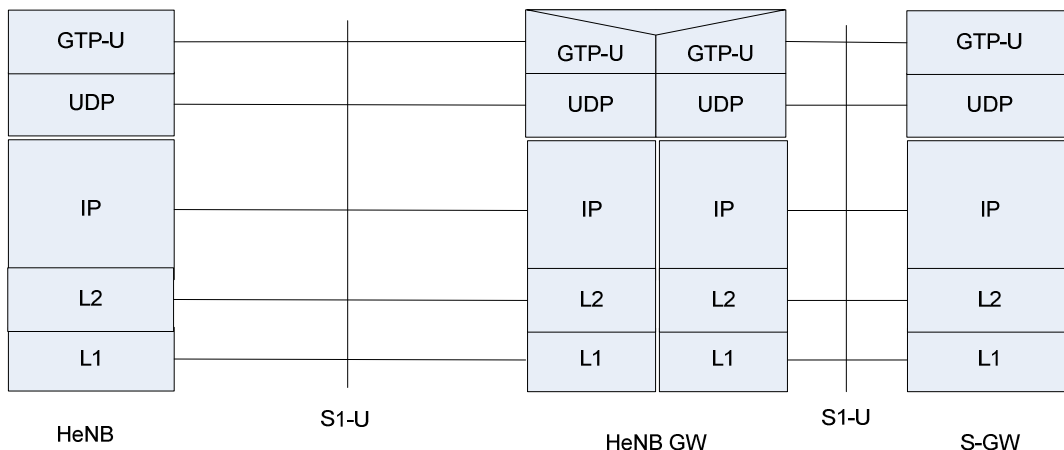 GTP-U GTP-U GTP-U GTP-U
UDP UDP UDP UDP
IP IP IP IP
L2 L2 L2 L2
L1 L1 L1 L1
S1-U S1-U
HeNB HeNB GW S-GW